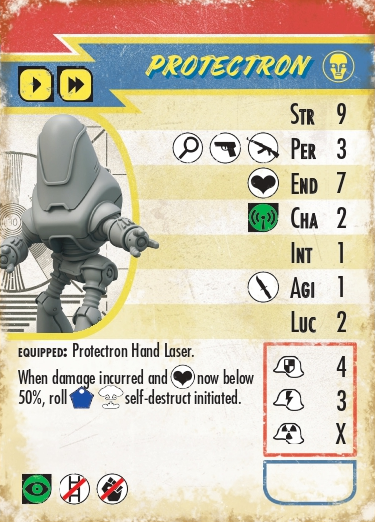 PROTECTRON
STR 9
PER 3
END 7
CHA 2
INT 1
AGI 1
LUC 2
EQUIPPED: Protectron Hand Laser.
When damage incurred and now below
50%, roll self-destruct initiated.
4
3
X